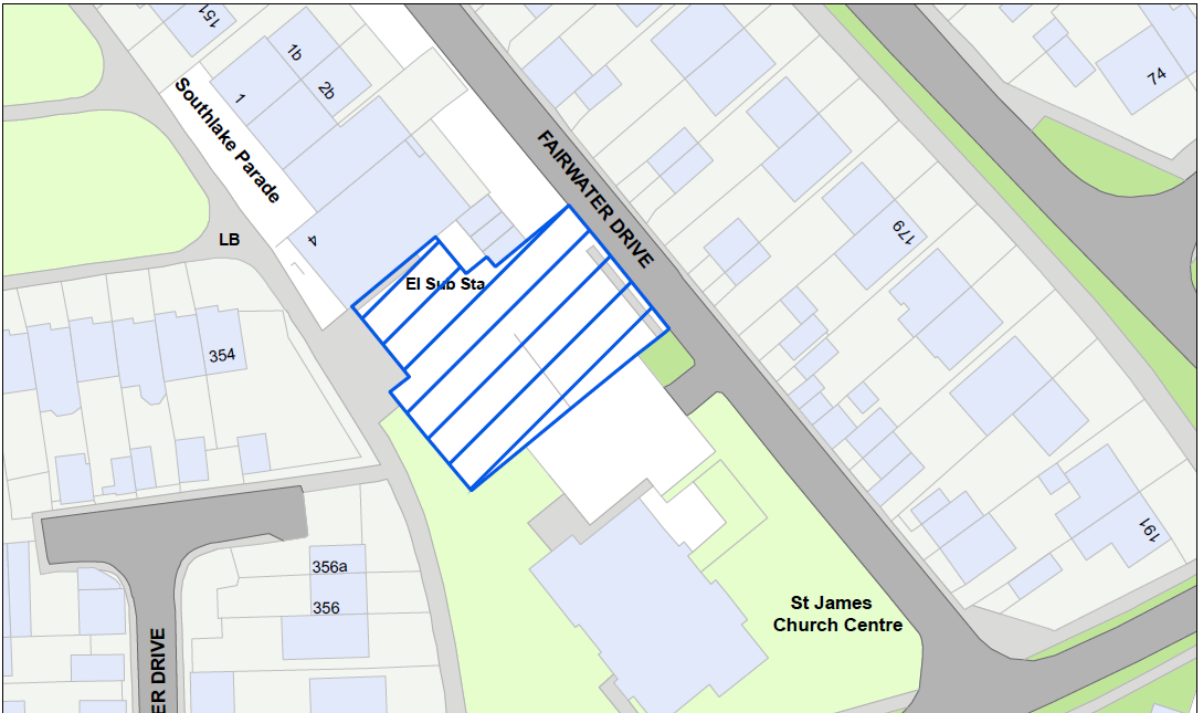 151
1b
2b
1
Southlake Parade
4
LB
El Sub Sta
FAIRWATER DRIVE
74
179
191
354
356a
356
ER DRIVE
St James
Church Centre